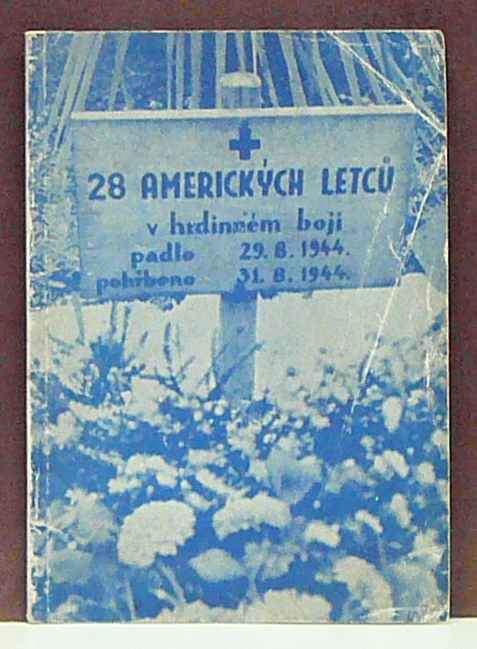 28 AMERICKÝCH LETCŮ
v hrdinném boji
padlo 29. 8. 1944.
pohřbeno 31. 8. 1944.